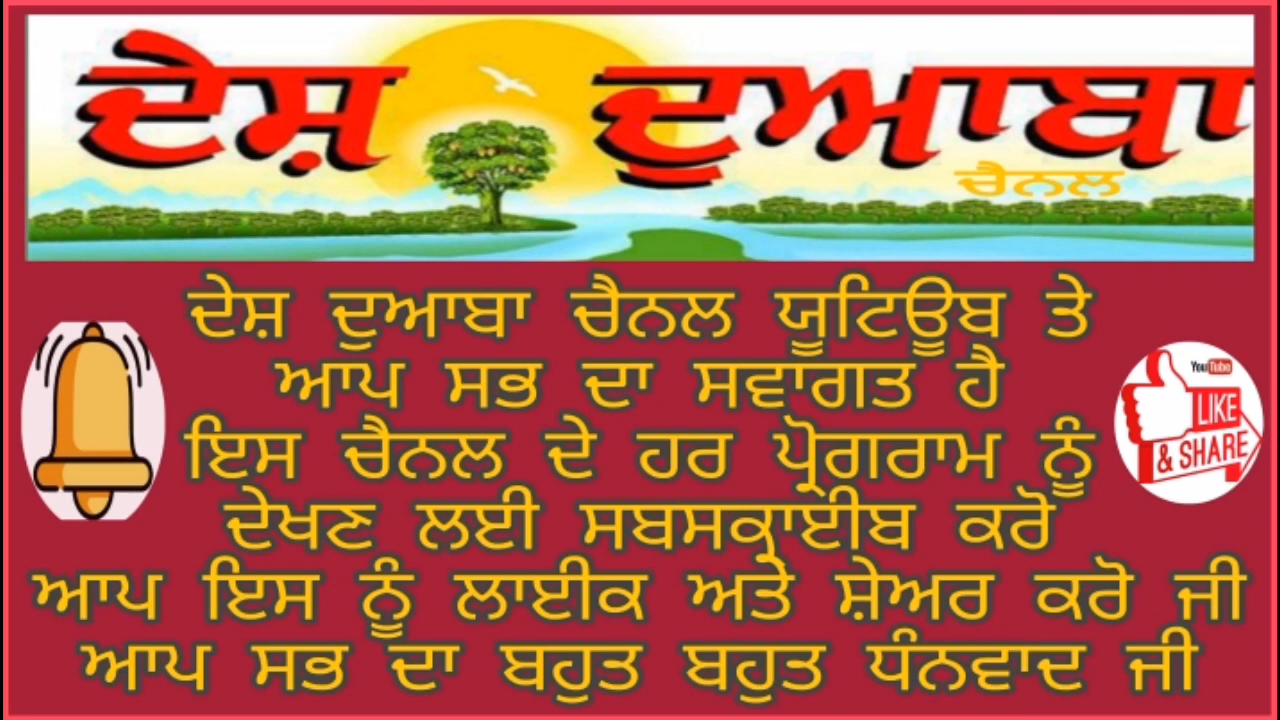 ਦੇਸ਼ ਦੁਆਬਾ
ਚੈਨਲ
ਦੇਸ਼ ਦੁਆਬਾ ਚੈਨਲ ਯੂਟਿਊਬ ਤੇ
ਆਪ ਸਭ ਦਾ ਸਵਾਗਤ ਹੈ
ਇਸ ਚੈਨਲ ਦੇ ਹਰ ਪ੍ਰੋਗਰਾਮ ਨੂੰ
ਦੇਖਣ ਲਈ ਸਬਸਕ੍ਰਾਈਬ ਕਰੋ
ਆਪ ਇਸ ਨੂੰ ਲਾਈਕ ਅਤੇ ਸ਼ੇਅਰ ਕਰੋ ਜੀ
ਆਪ ਸਭ ਦਾ ਬਹੁਤ ਬਹੁਤ ਧੰਨਵਾਦ ਜੀ
YouTube
LIKE
& SHARE